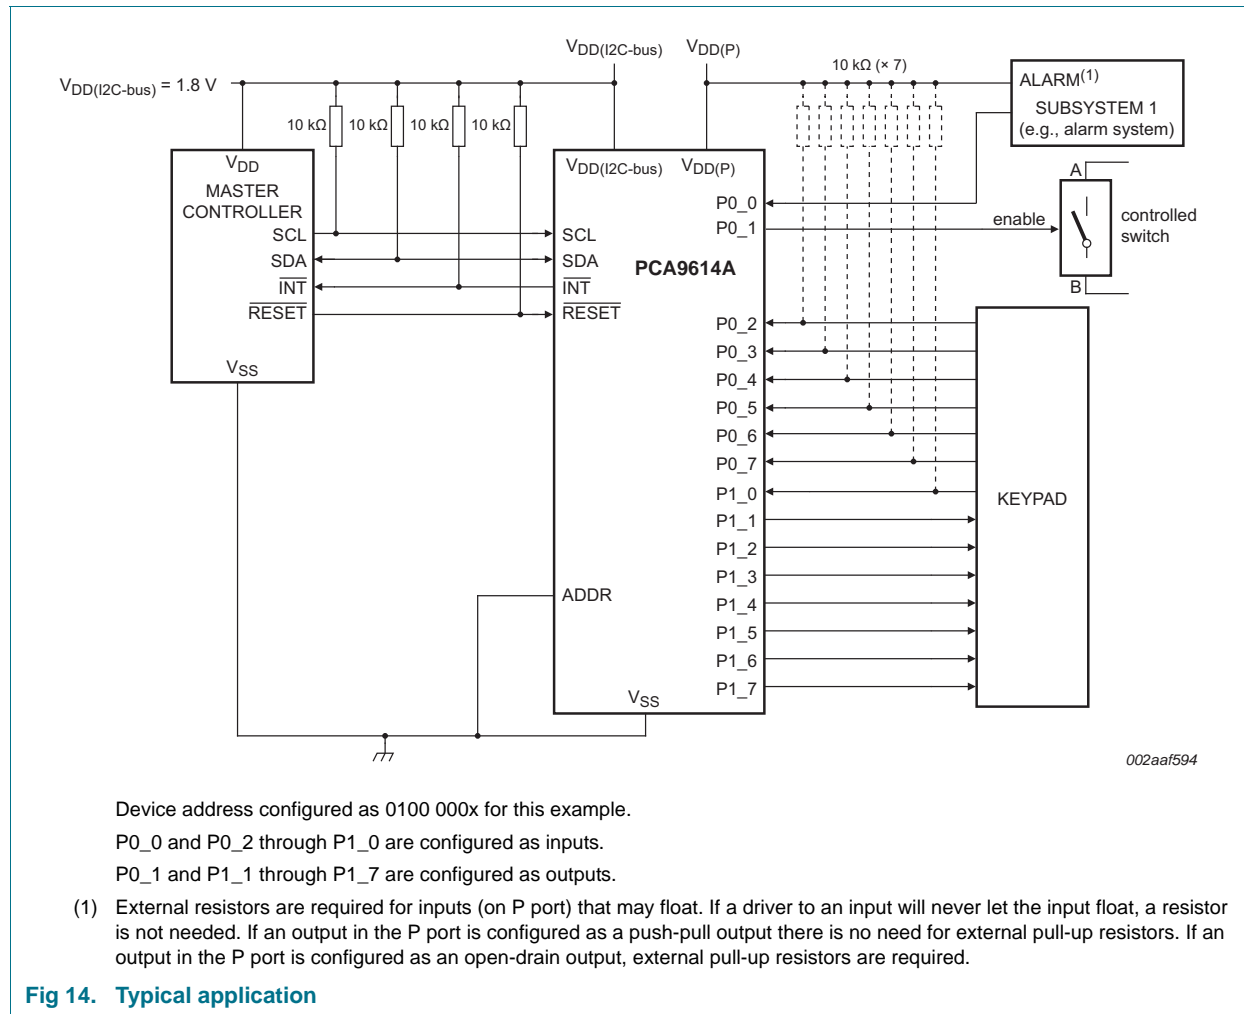 VDD(I2C-bus)
VDD(P)
VDD(I2C-bus) = 1.8 V
10 kΩ (× 7)
ALARM(1)
SUBSYSTEM 1
(e.g., alarm system)
10 kΩ
10 kΩ
10 kΩ
10 kΩ
VDD
MASTER
CONTROLLER
SCL
SDA
INT
RESET
VSS
VDD(I2C-bus)
VDD(P)
SCL
SDA
INT
RESET
PCA9614A
ADDR
VSS
P0_0
P0_1
P0_2
P0_3
P0_4
P0_5
P0_6
P0_7
P1_0
P1_1
P1_2
P1_3
P1_4
P1_5
P1_6
P1_7
enable
A
B
controlled
switch
KEYPAD
002aaf594
Device address configured as 0100 000x for this example.
P0_0 and P0_2 through P1_0 are configured as inputs.
P0_1 and P1_1 through P1_7 are configured as outputs.
(1) External resistors are required for inputs (on P port) that may float. If a driver to an input will never let the input float, a resistor
is not needed. If an output in the P port is configured as a push-pull output there is no need for external pull-up resistors. If an
output in the P port is configured as an open-drain output, external pull-up resistors are required.
Fig 14. Typical application